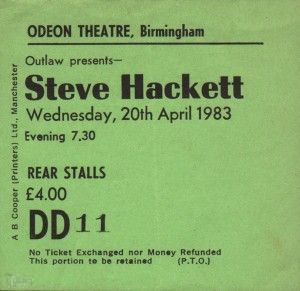 ODEON THEATRE, Birmingham
Outlaw presents—
Steve Hackett
Wednesday, 20th April 1983
Evening 7.30
REAR STALLS
£4.00
DD 11
No Ticket Exchanged nor Money Refunded
This portion to be retained (P.T.O.)
A B Cooper (Printers) Ltd., Manchester